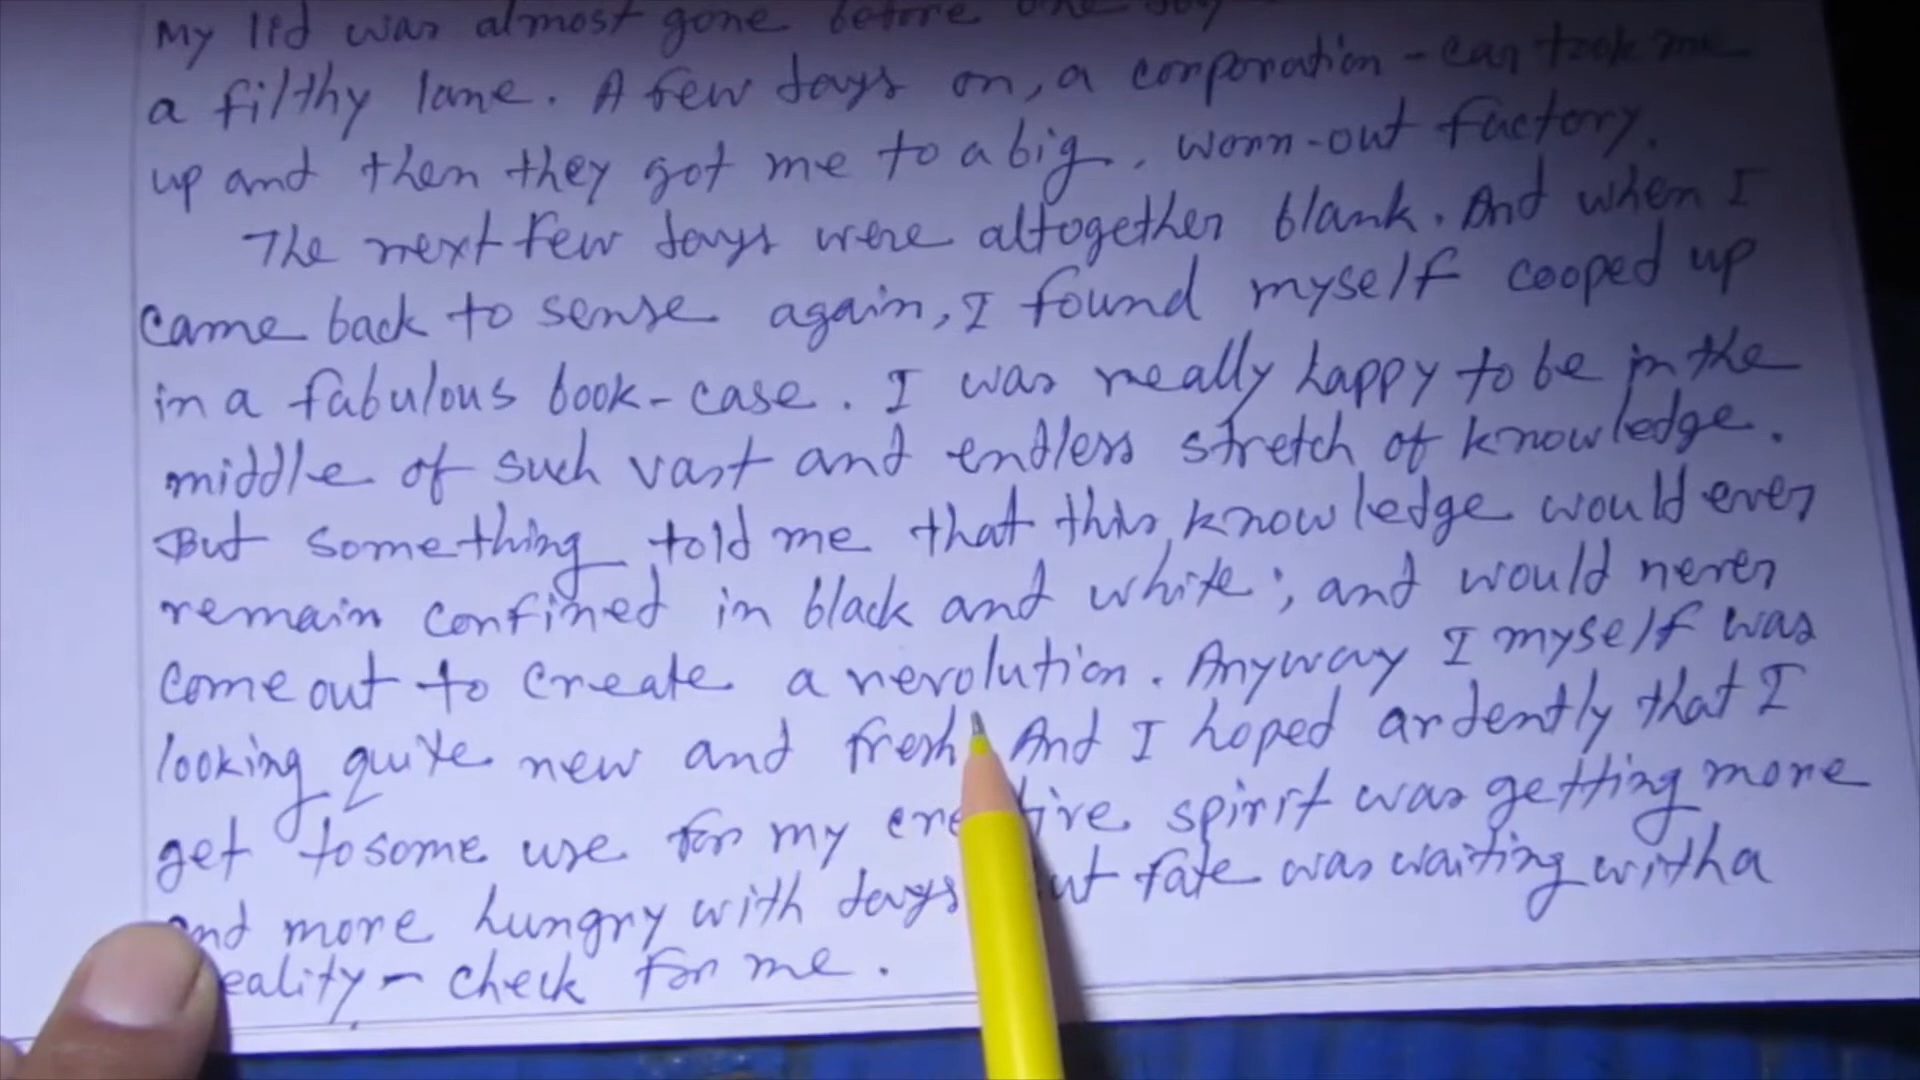 My lid was almost gone before one
a filthy lane. A few days on, a corporation-car took me
up and then they got me to a big, worn-out factory.
The next few days were altogether blank. And when I
came back to sense again, I found myself cooped up
in a fabulous book-case. I was really happy to be in the
middle of such vast and endless stretch of knowledge.
But something told me that this knowledge would ever
remain confined in black and white; and would never
come out to create a revolution. Anyway I myself was
looking quite new and fresh. And I hoped ardently that I
get to some use for my spirit was getting more
and more hungry with days fate was waiting with a
eality-check for me.